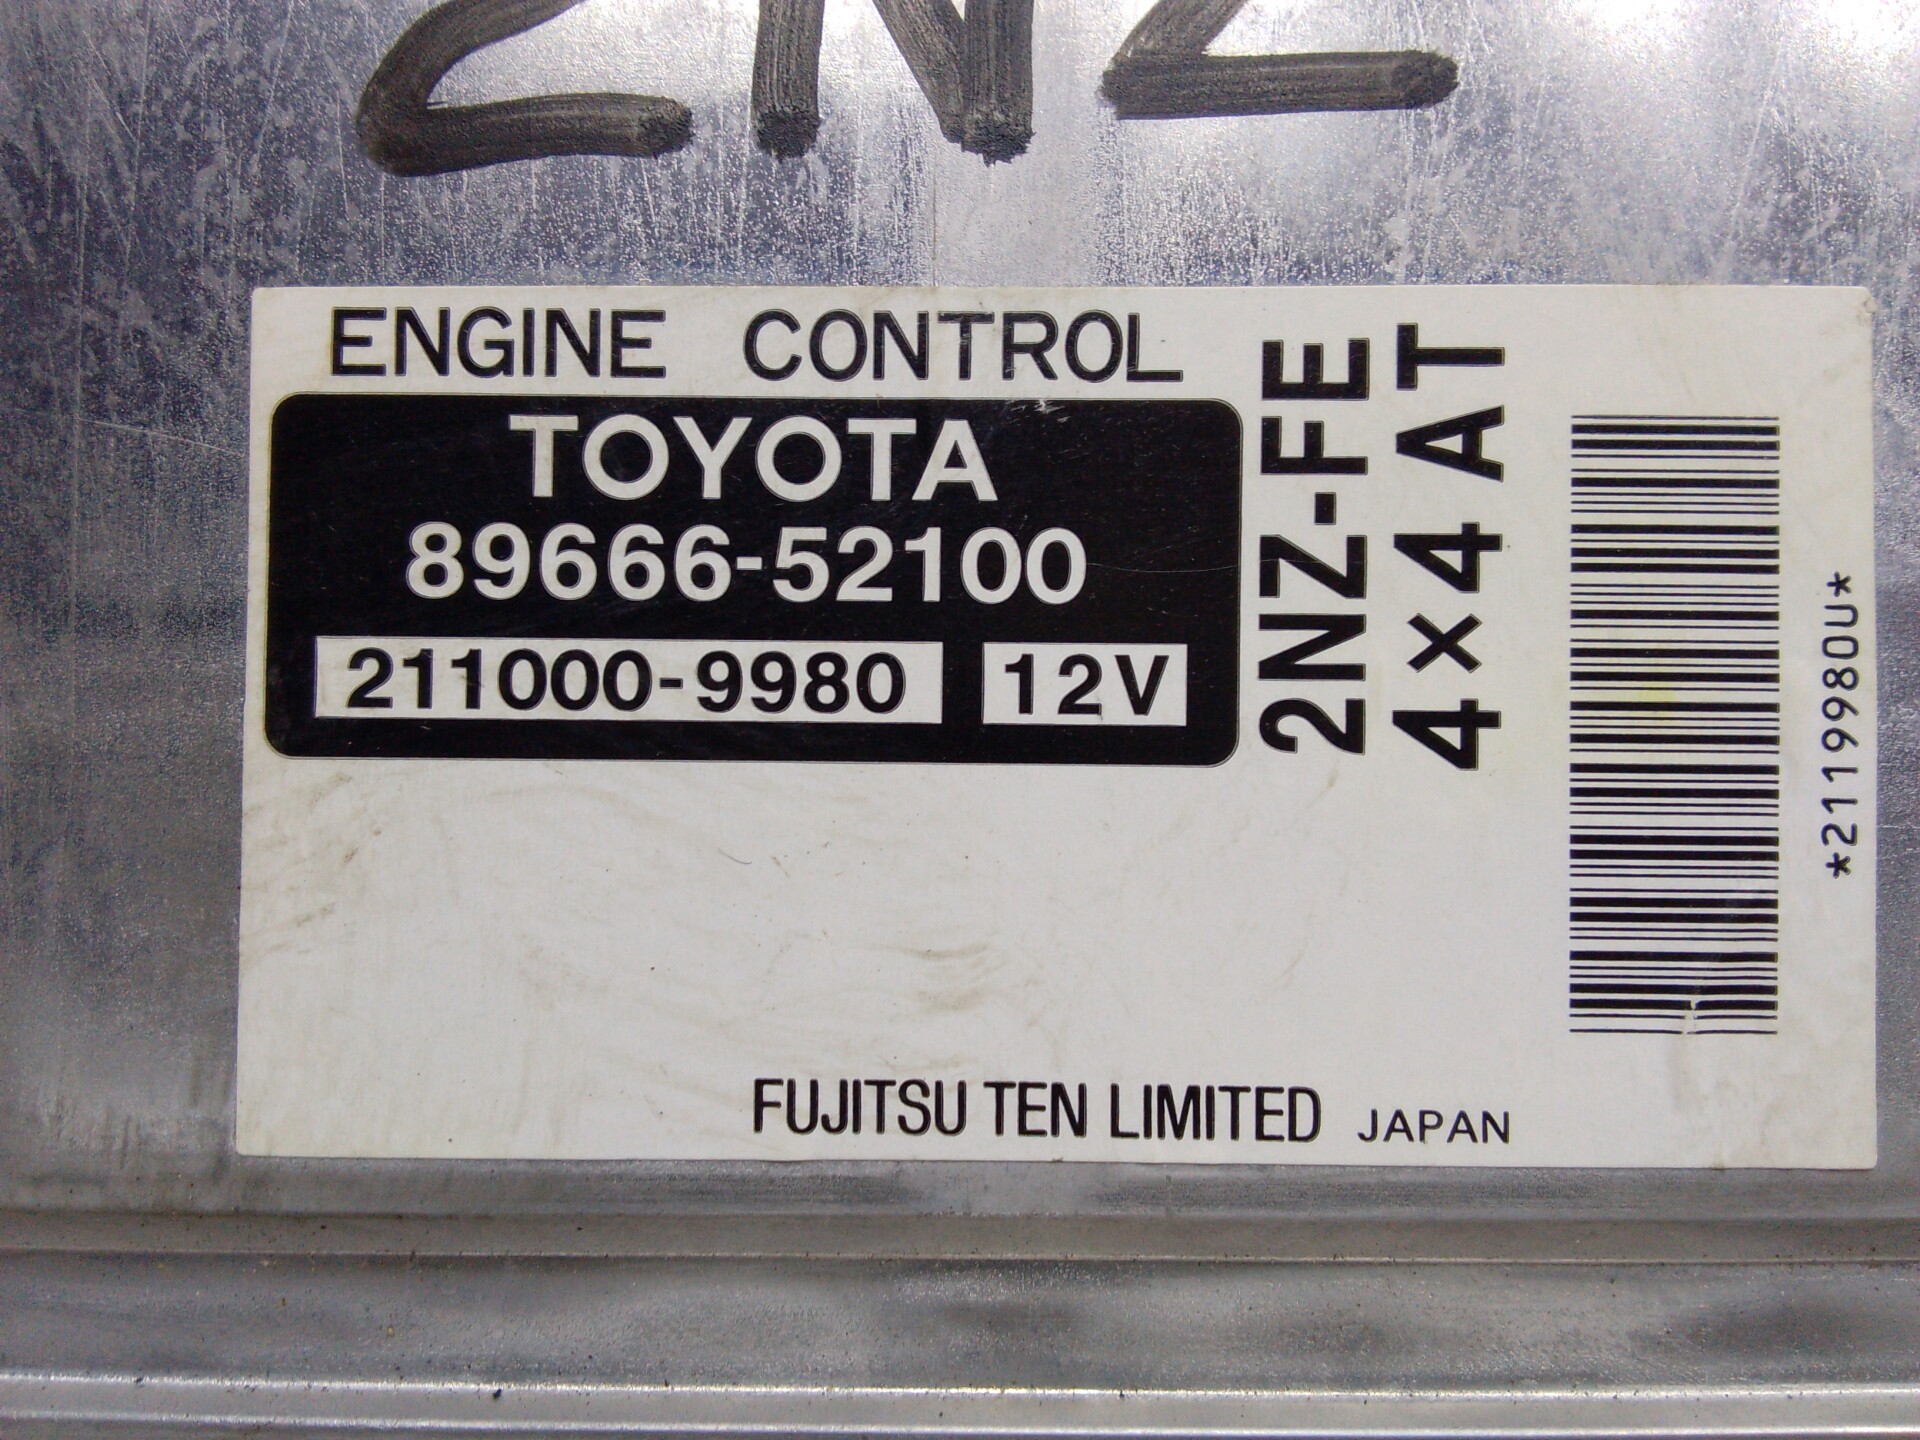 2NZ
ENGINE CONTROL
TOYOTA
89666-52100
211000-9980 12V
2NZ-FE
4×4 AT
*2119980U*
FUJITSU TEN LIMITED JAPAN